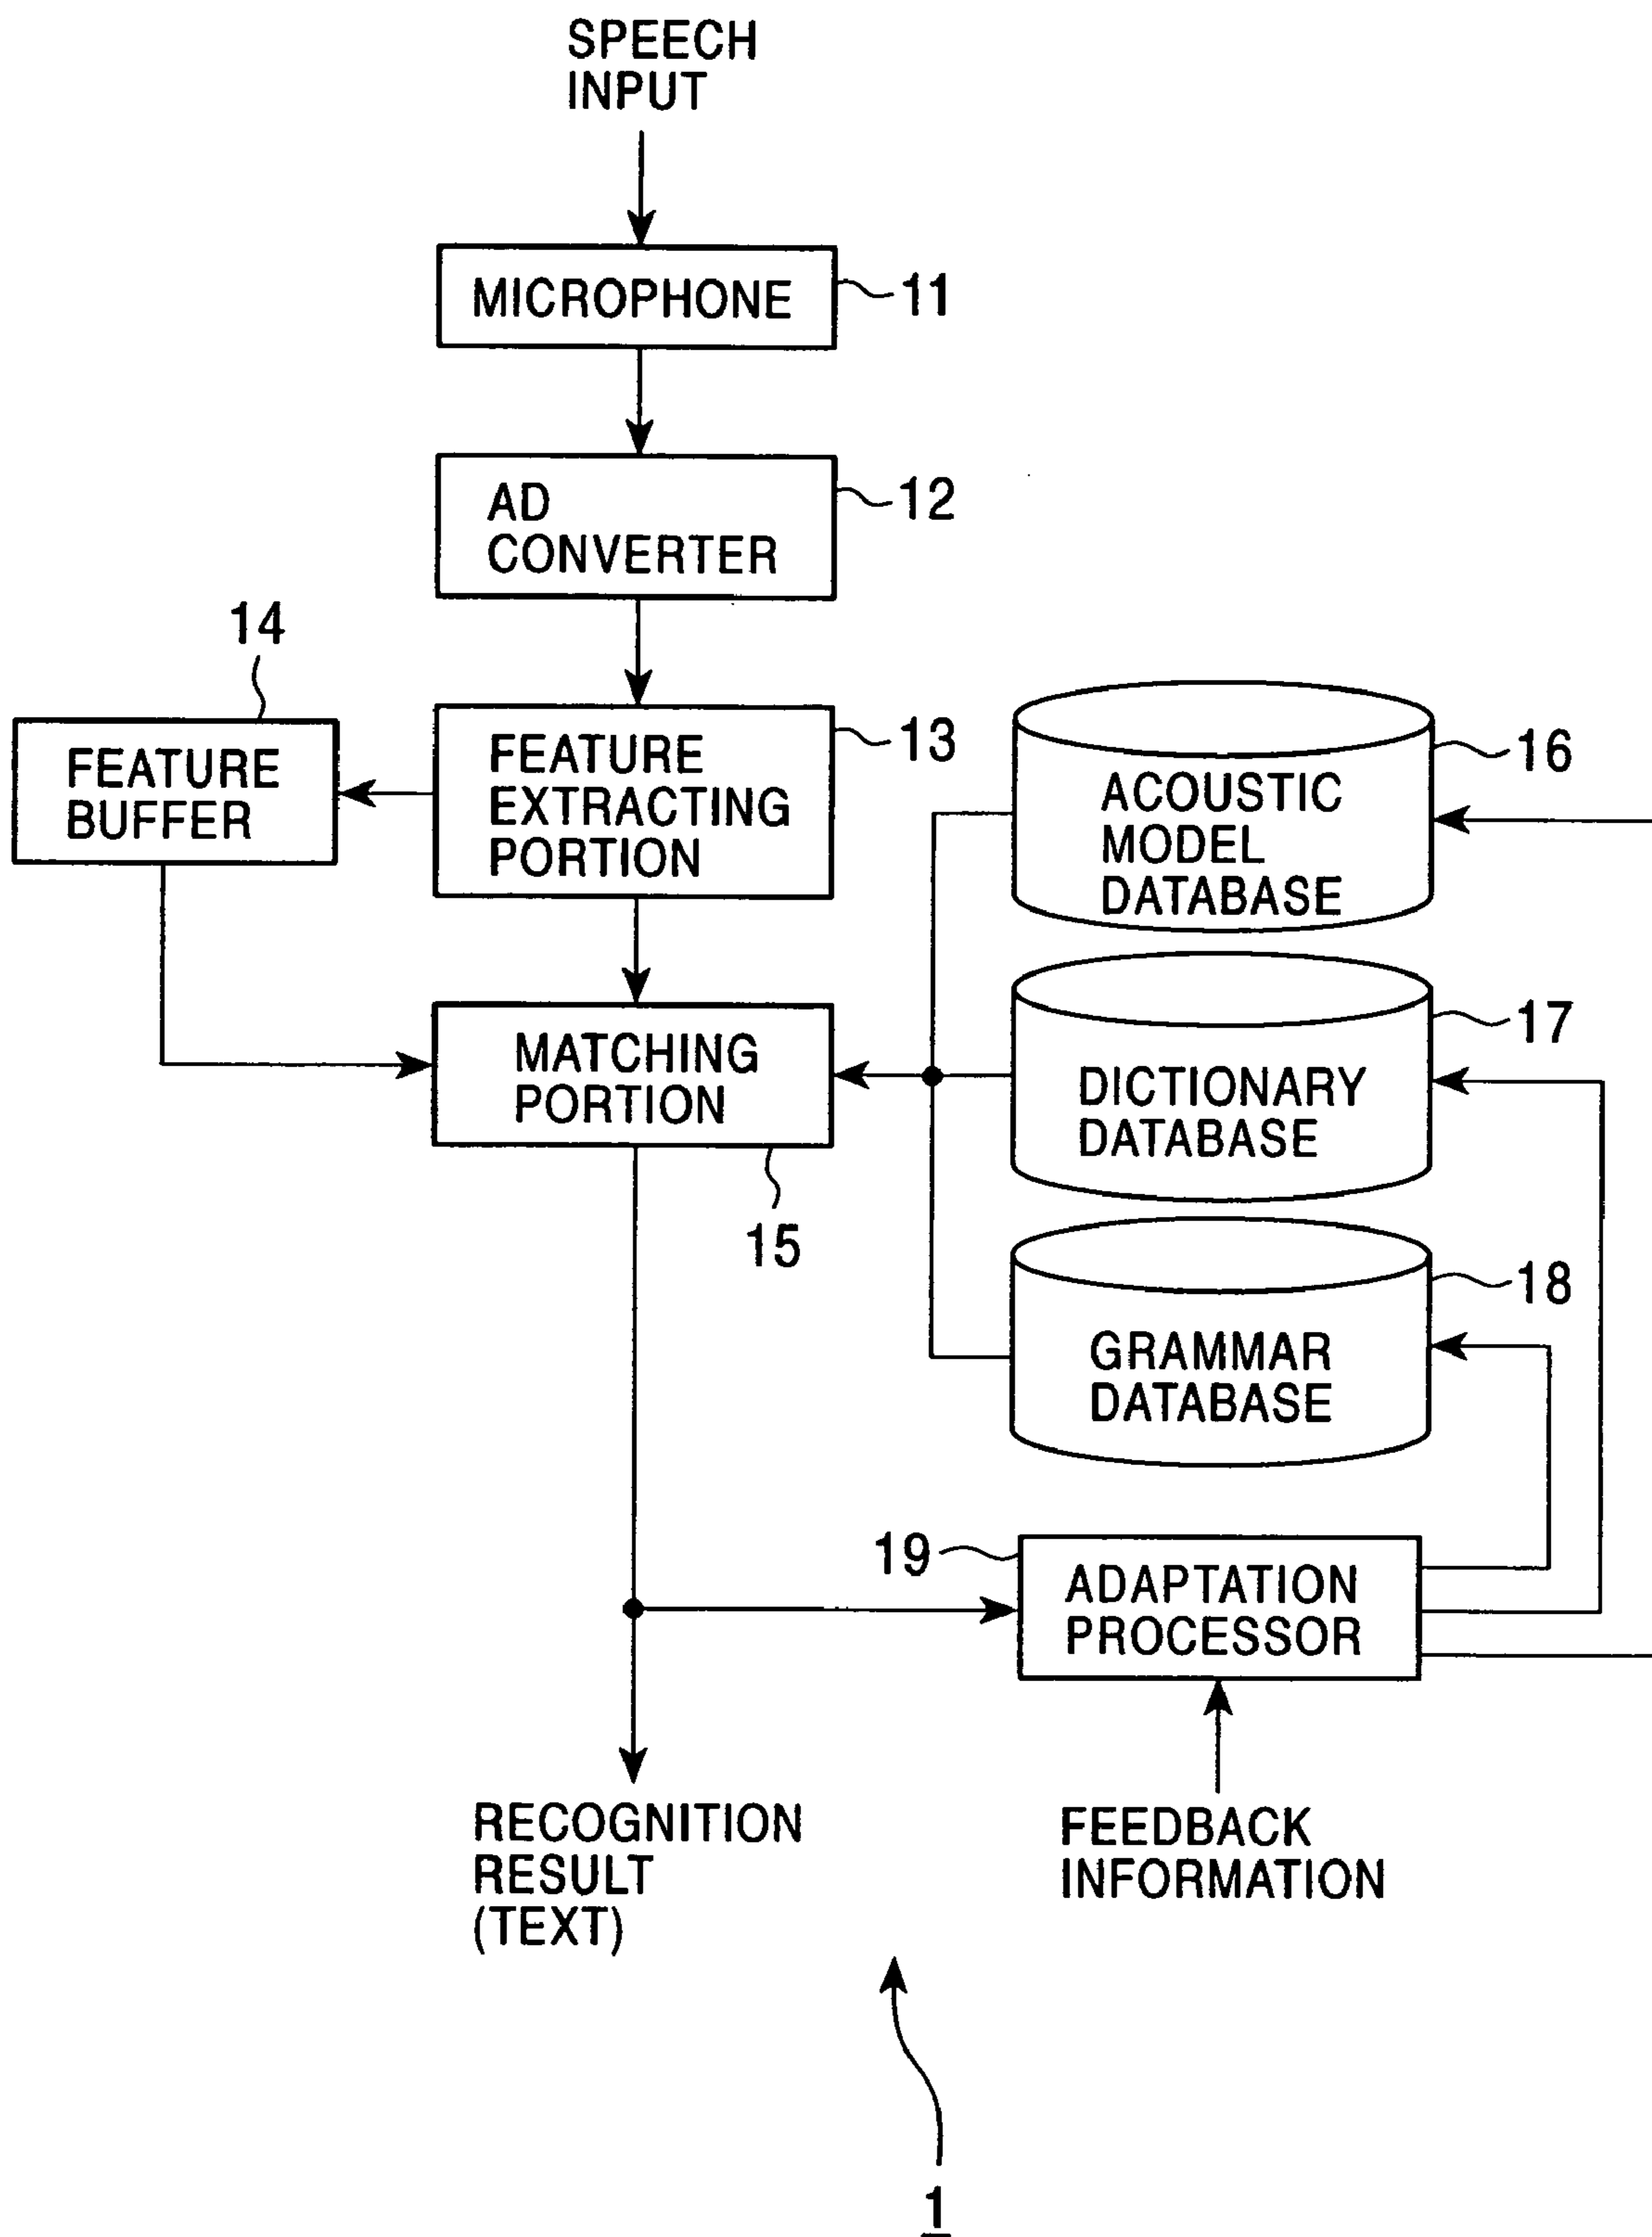 SPEECH
INPUT
MICROPHONE
11
AD
CONVERTER
12
14
FEATURE
BUFFER
FEATURE
EXTRACTING
PORTION
13
ACOUSTIC
MODEL
DATABASE
16
MATCHING
PORTION
15
DICTIONARY
DATABASE
17
GRAMMAR
DATABASE
18
19
ADAPTATION
PROCESSOR
RECOGNITION
RESULT
(TEXT)
FEEDBACK
INFORMATION
1